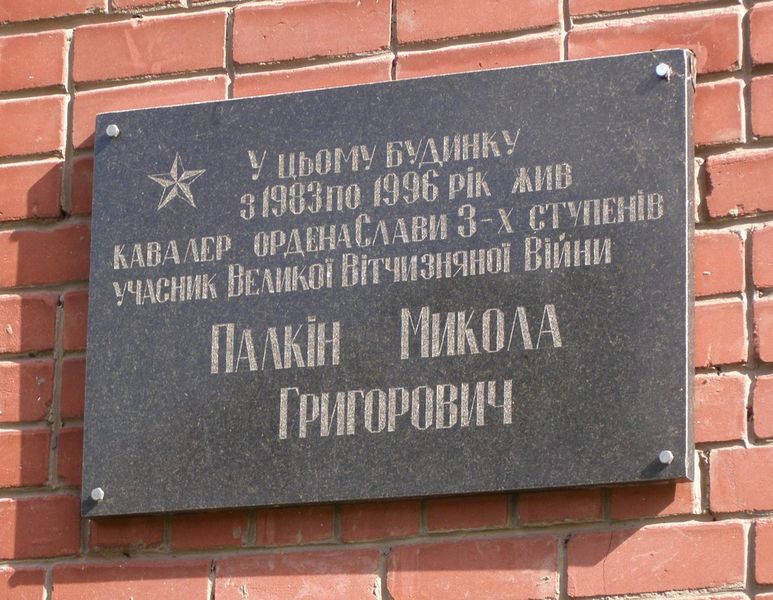 У цьому будинку
з 1983 по 1996 рік жив
кавалер ордена Слави 3-х ступенів
учасник Великої Вітчизняної Війни
Палкін Микола
Григорович